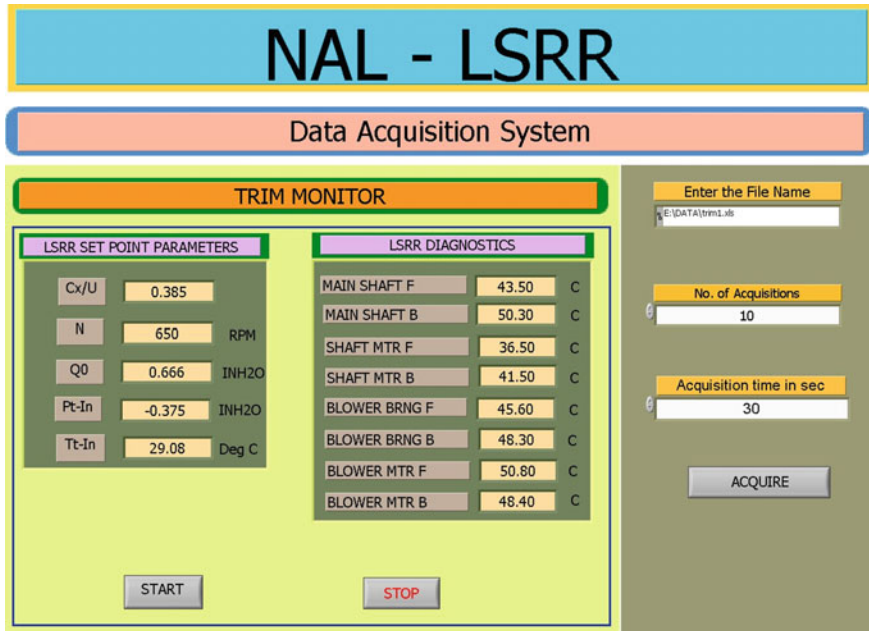 NAL - LSRR
Data Acquisition System
TRIM MONITOR
LSRR SET POINT PARAMETERS
Cx/U 0.385
N 650 RPM
Q0 0.666 INH2O
Pt-In -0.375 INH2O
Tt-In 29.08 Deg C
LSRR DIAGNOSTICS
MAIN SHAFT F 43.50 C
MAIN SHAFT B 50.30 C
SHAFT MTR F 36.50 C
SHAFT MTR B 41.50 C
BLOWER BRNG F 45.60 C
BLOWER BRNG B 48.30 C
BLOWER MTR F 50.80 C
BLOWER MTR B 48.40 C
START
STOP
Enter the File Name
E:\DATA\trim1.xls
No. of Acquisitions
10
Acquisition time in sec
30
ACQUIRE